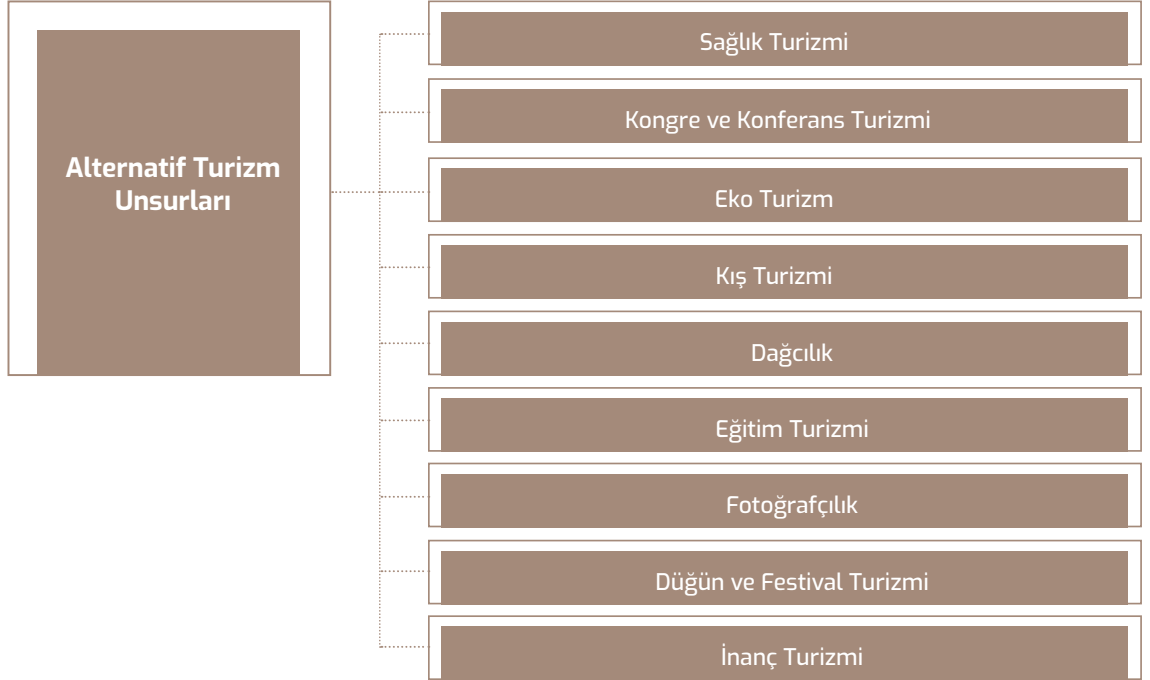 Alternatif Turizm
Unsurları
Sağlık Turizmi
Kongre ve Konferans Turizmi
Eko Turizm
Kış Turizmi
Dağcılık
Eğitim Turizmi
Fotoğrafçılık
Düğün ve Festival Turizmi
İnanç Turizmi